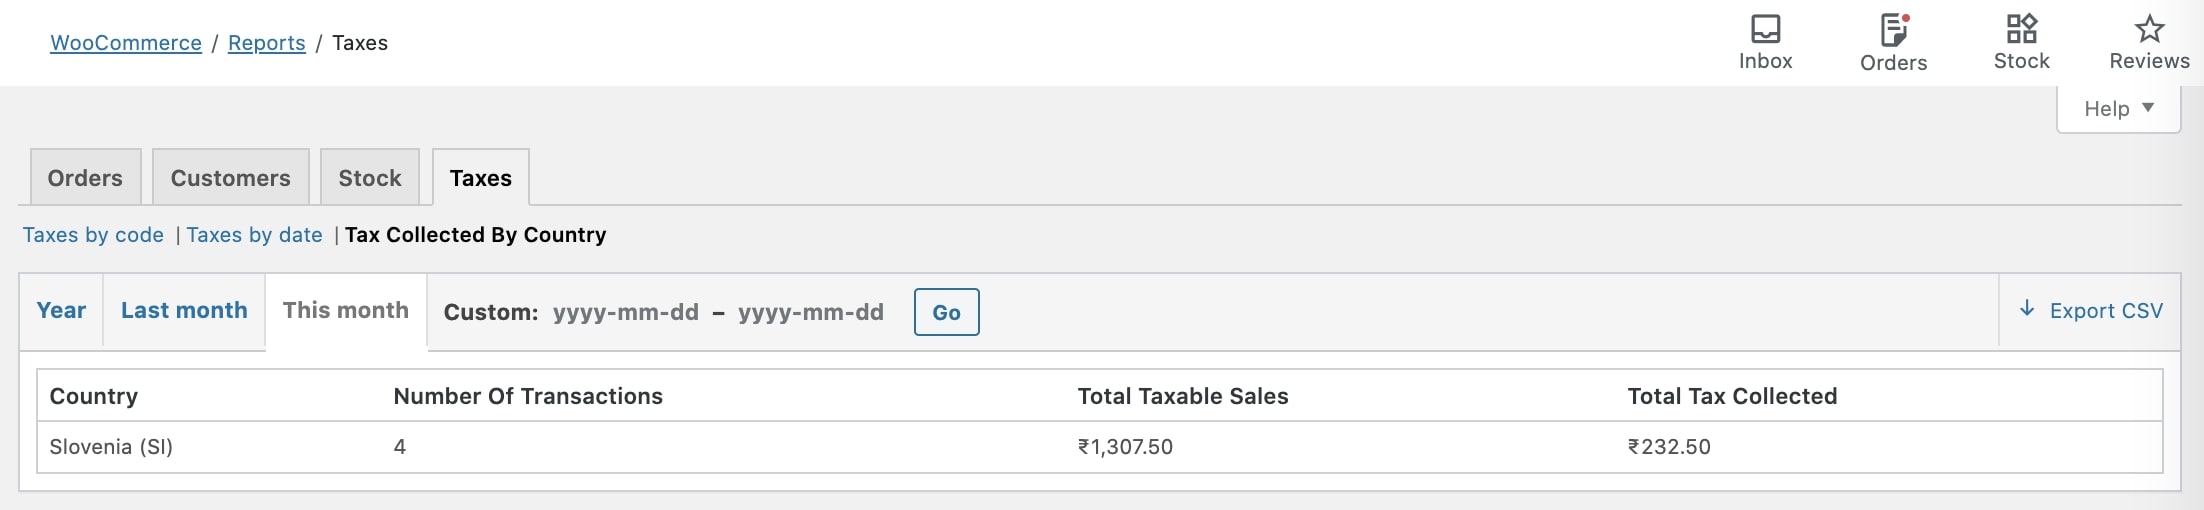 WooCommerce / Reports / Taxes
Inbox
Orders
Stock
Reviews
Help
Orders
Customers
Stock
Taxes
Taxes by code | Taxes by date | Tax Collected By Country
Year
Last month
This month
Custom: yyyy-mm-dd – yyyy-mm-dd
Go
Export CSV
Country Number Of Transactions Total Taxable Sales Total Tax Collected
Slovenia (SI) 4 ₹1,307.50 ₹232.50